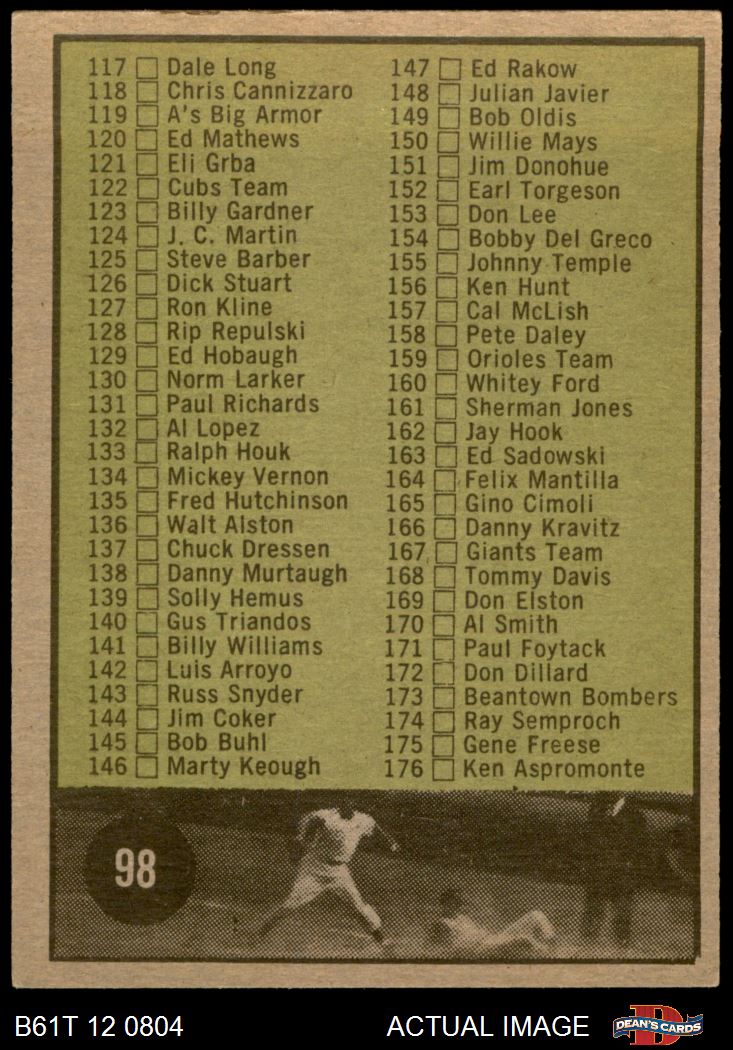 117 Dale Long
118 Chris Cannizzaro
119 A's Big Armor
120 Ed Mathews
121 Eli Grba
122 Cubs Team
123 Billy Gardner
124 J. C. Martin
125 Steve Barber
126 Dick Stuart
127 Ron Kline
128 Rip Repulski
129 Ed Hobaugh
130 Norm Larker
131 Paul Richards
132 Al Lopez
133 Ralph Houk
134 Mickey Vernon
135 Fred Hutchinson
136 Walt Alston
137 Chuck Dressen
138 Danny Murtaugh
139 Solly Hemus
140 Gus Triandos
141 Billy Williams
142 Luis Arroyo
143 Russ Snyder
144 Jim Coker
145 Bob Buhl
146 Marty Keough
147 Ed Rakow
148 Julian Javier
149 Bob Oldis
150 Willie Mays
151 Jim Donohue
152 Earl Torgeson
153 Don Lee
154 Bobby Del Greco
155 Johnny Temple
156 Ken Hunt
157 Cal McLish
158 Pete Daley
159 Orioles Team
160 Whitey Ford
161 Sherman Jones
162 Jay Hook
163 Ed Sadowski
164 Felix Mantilla
165 Gino Cimoli
166 Danny Kravitz
167 Giants Team
168 Tommy Davis
169 Don Elston
170 Al Smith
171 Paul Foytack
172 Don Dillard
173 Beantown Bombers
174 Ray Semproch
175 Gene Freese
176 Ken Aspromonte
98
B61T 12 0804 ACTUAL IMAGE
D
DEAN'S CARDS